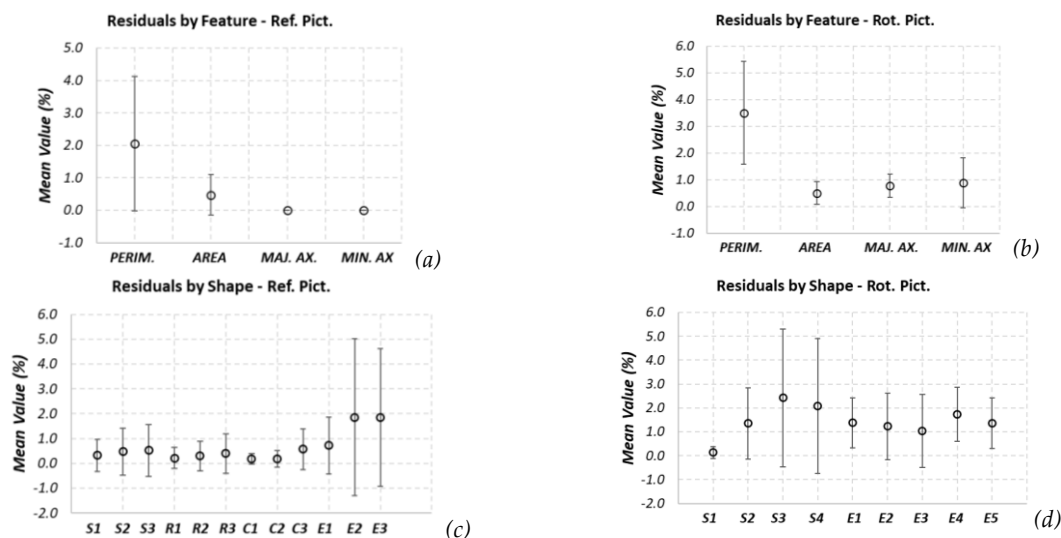 Residuals by Feature - Ref. Pict.
Mean Value (%)
5.0
4.0
3.0
2.0
1.0
0.0
-1.0
PERIM. AREA MAJ. AX. MIN. AX
(a)
Residuals by Feature - Rot. Pict.
Mean Value (%)
6.0
5.0
4.0
3.0
2.0
1.0
0.0
-1.0
PERIM. AREA MAJ. AX. MIN. AX
(b)
Residuals by Shape - Ref. Pict.
Mean Value (%)
6.0
5.0
4.0
3.0
2.0
1.0
0.0
-1.0
-2.0
S1 S2 S3 R1 R2 R3 C1 C2 C3 E1 E2 E3
(c)
Residuals by Shape - Rot. Pict.
Mean Value (%)
6.0
5.0
4.0
3.0
2.0
1.0
0.0
-1.0
-2.0
S1 S2 S3 S4 E1 E2 E3 E4 E5
(d)